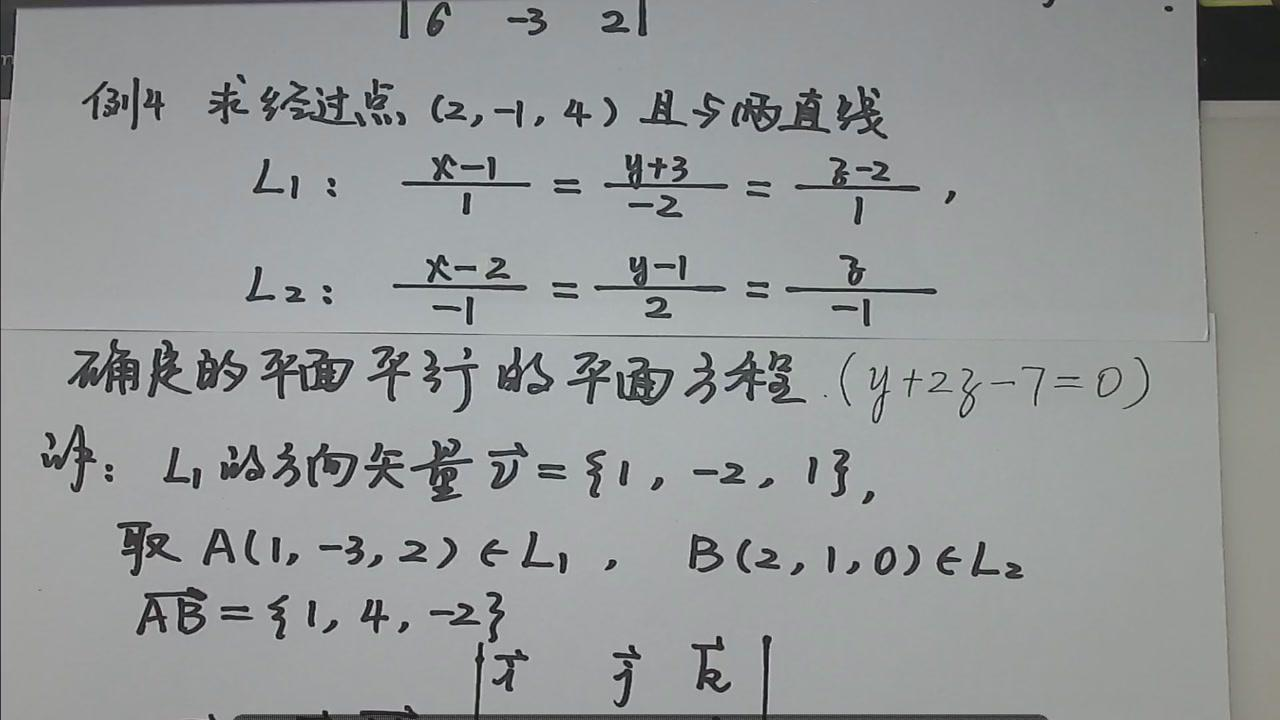 | 6 -3 2 |
例4 求经过点 (2, -1, 4) 且与两直线
L₁: (x-1)/1 = (y+3)/-2 = (z-2)/1 ,
L₂: (x-2)/-1 = (y-1)/2 = z/-1
确定的平面平行的平面方程. (y+2z-7=0)
详: L₁的方向矢量 v⃗ = {1, -2, 1},
取 A(1, -3, 2) ∈ L₁ , B(2, 1, 0) ∈ L₂
A⃗B⃗ = {1, 4, -2}
| i⃗ j⃗ k⃗ |